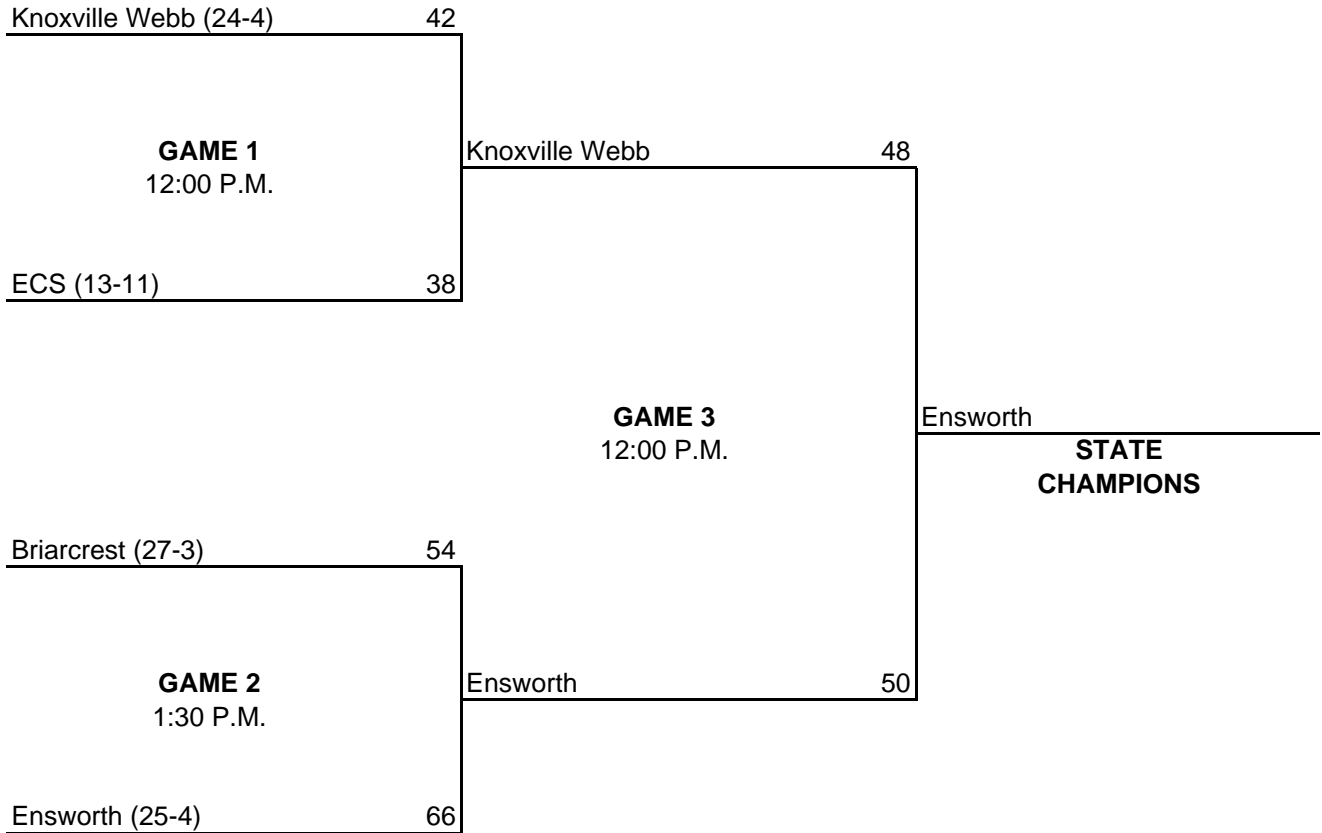 Knoxville Webb (24-4) 42
GAME 1
12:00 P.M.
Knoxville Webb 48
ECS (13-11) 38
GAME 3
12:00 P.M.
Ensworth
STATE
CHAMPIONS
Briarcrest (27-3) 54
GAME 2
1:30 P.M.
Ensworth 50
Ensworth (25-4) 66